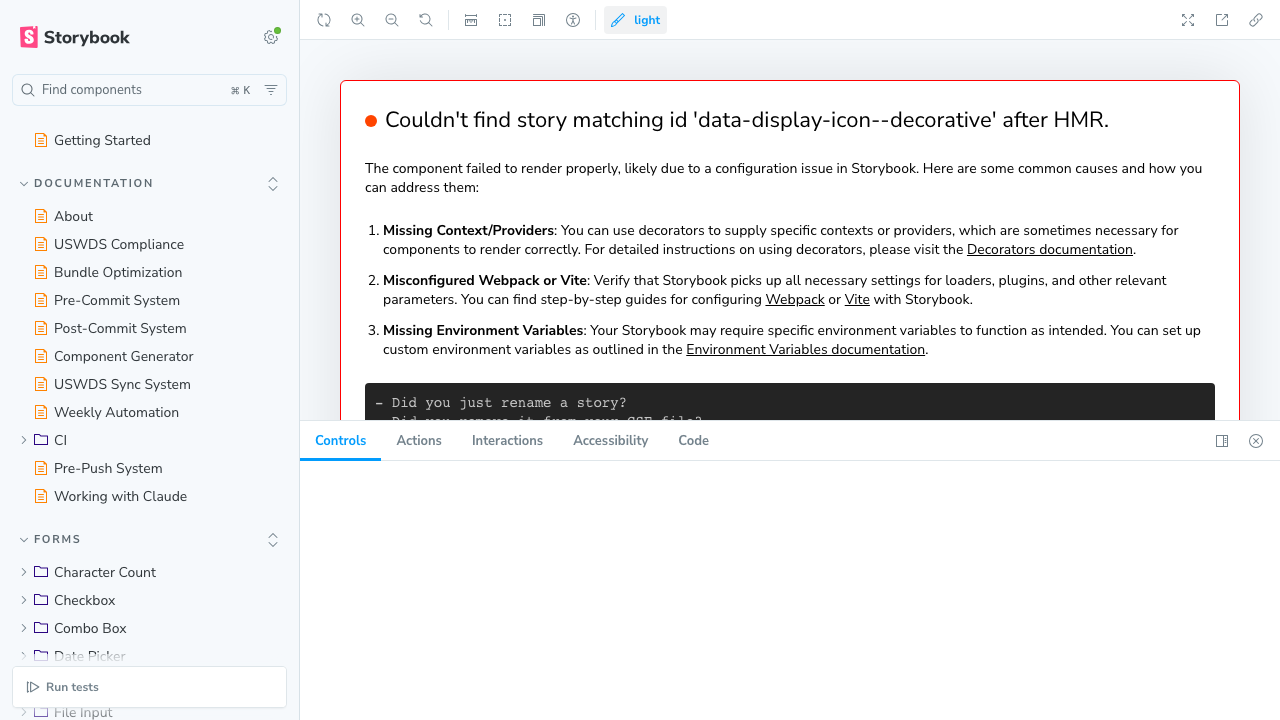 Storybook
Find components
⌘ K
Getting Started
DOCUMENTATION
About
USWDS Compliance
Bundle Optimization
Pre-Commit System
Post-Commit System
Component Generator
USWDS Sync System
Weekly Automation
CI
Pre-Push System
Working with Claude
FORMS
Character Count
Checkbox
Combo Box
Date Picker
Run tests
File Input
light
Couldn't find story matching id 'data-display-icon--decorative' after HMR.
The component failed to render properly, likely due to a configuration issue in Storybook. Here are some common causes and how you
can address them:
1. Missing Context/Providers: You can use decorators to supply specific contexts or providers, which are sometimes necessary for
components to render correctly. For detailed instructions on using decorators, please visit the Decorators documentation.
2. Misconfigured Webpack or Vite: Verify that Storybook picks up all necessary settings for loaders, plugins, and other relevant
parameters. You can find step-by-step guides for configuring Webpack or Vite with Storybook.
3. Missing Environment Variables: Your Storybook may require specific environment variables to function as intended. You can set up
custom environment variables as outlined in the Environment Variables documentation.
- Did you just rename a story?
- Did you remove it from your CSF file?
Controls
Actions
Interactions
Accessibility
Code